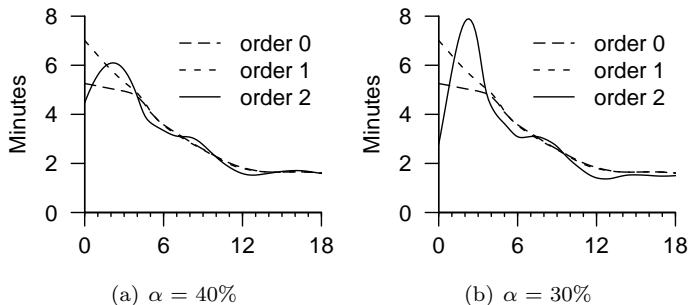 Minutes
8
6
4
2
0
0 6 12 18
order 0
order 1
order 2
(a) α = 40%
Minutes
8
6
4
2
0
0 6 12 18
order 0
order 1
order 2
(b) α = 30%